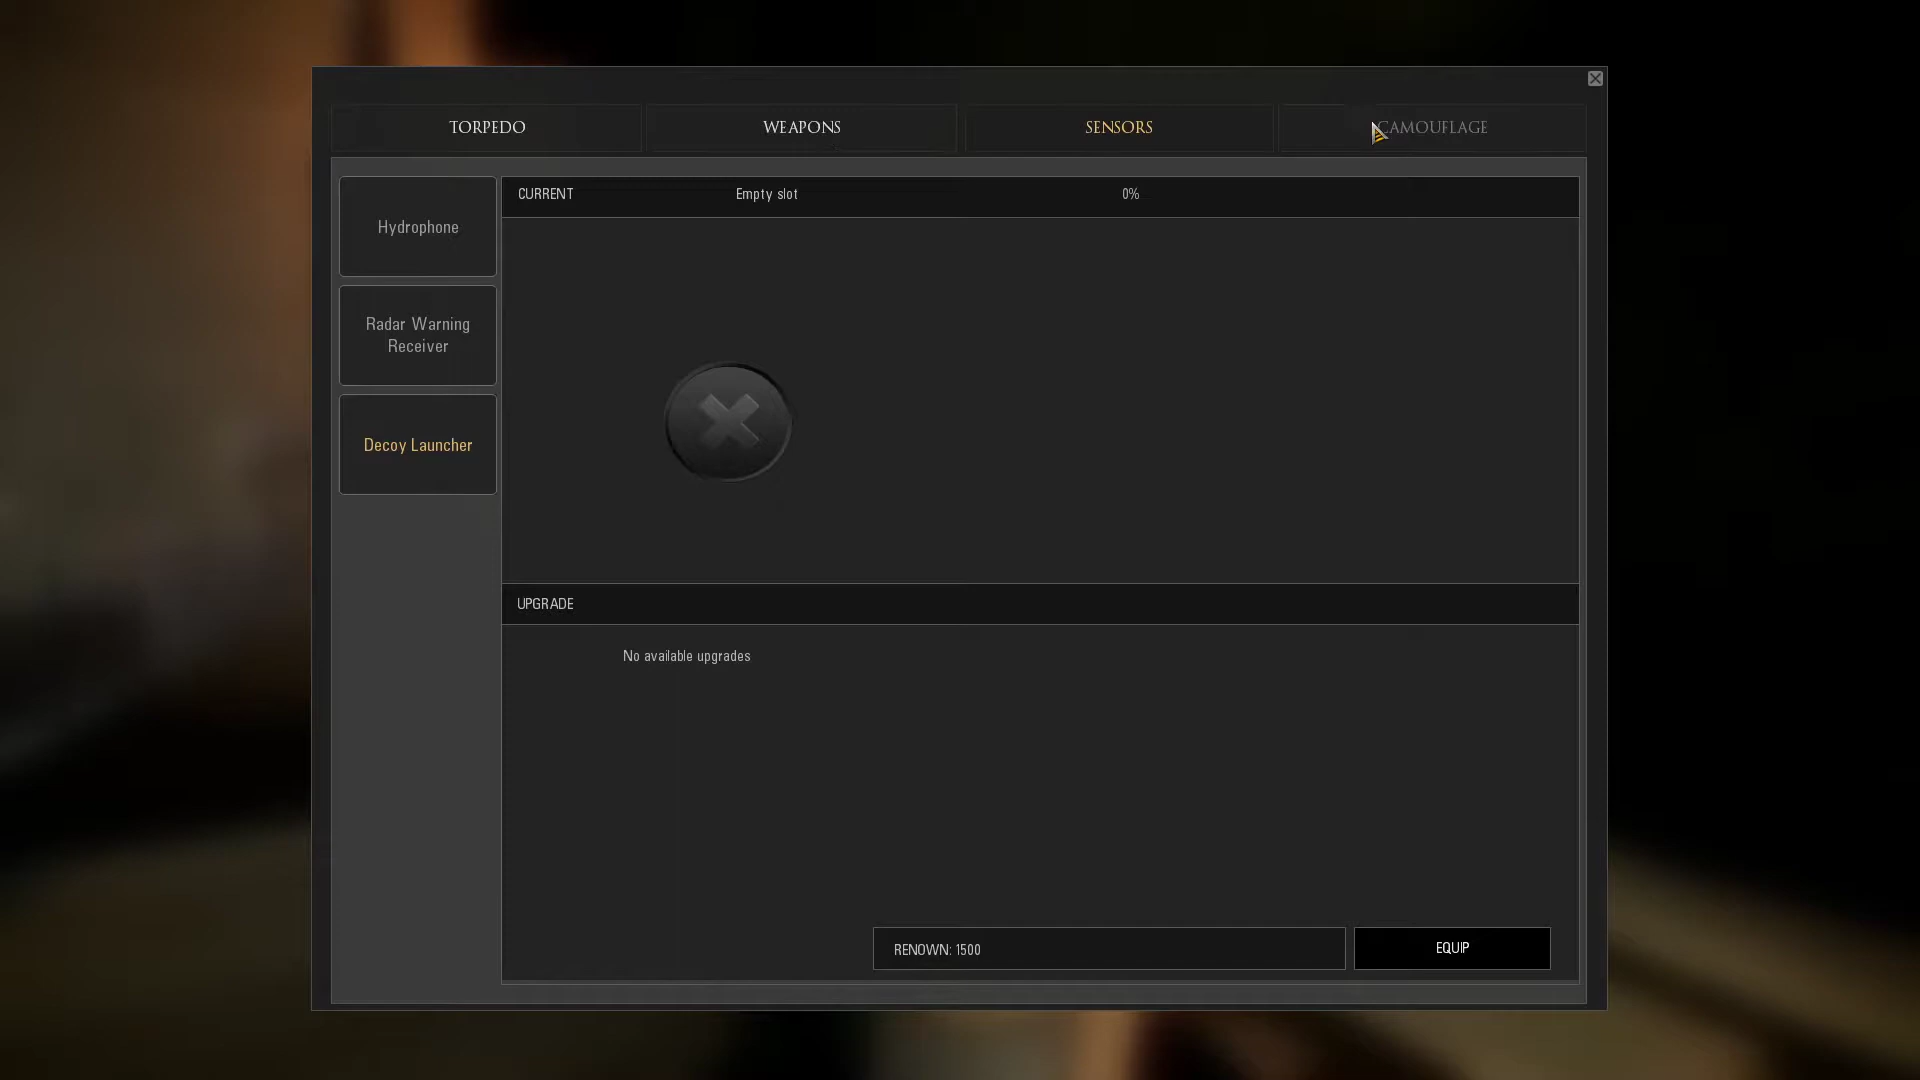 TORPEDO
WEAPONS
SENSORS
CAMOUFLAGE
Hydrophone
Radar Warning
Receiver
Decoy Launcher
CURRENT
Empty slot
0%
UPGRADE
No available upgrades
RENOWN: 1500
EQUIP